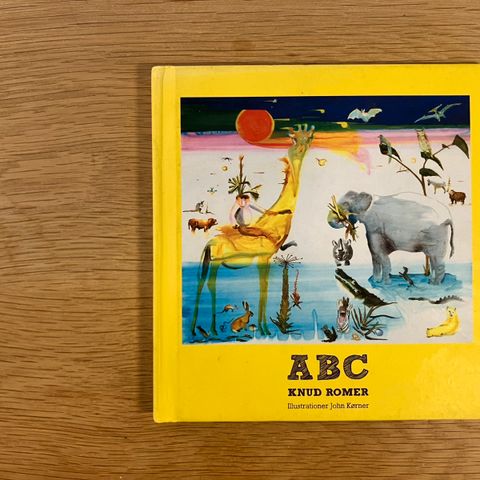 ABC
KNUD ROMER
Illustrationer John Kørner